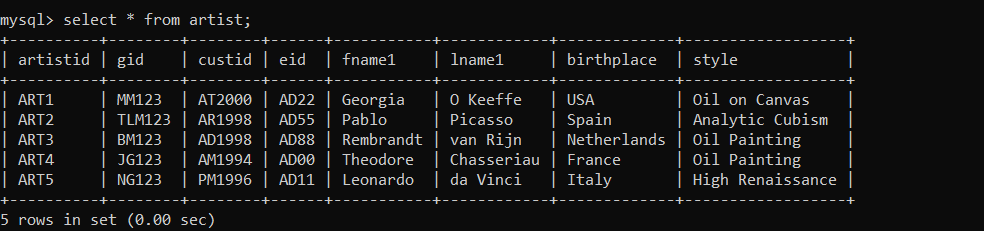 mysql> select * from artist;
+----------+--------+--------+------+-----------+------------+-------------+------------------+
| artistid | gid    | custid | eid  | fname1    | lname1     | birthplace  | style            |
+----------+--------+--------+------+-----------+------------+-------------+------------------+
| ART1     | MM123  | AT2000 | AD22 | Georgia   | O Keeffe   | USA         | Oil on Canvas    |
| ART2     | TLM123 | AR1998 | AD55 | Pablo     | Picasso    | Spain       | Analytic Cubism  |
| ART3     | BM123  | AD1998 | AD88 | Rembrandt | van Rijn   | Netherlands | Oil Painting     |
| ART4     | JG123  | AM1994 | AD00 | Theodore  | Chasseriau | France      | Oil Painting     |
| ART5     | NG123  | PM1996 | AD11 | Leonardo  | da Vinci   | Italy       | High Renaissance |
+----------+--------+--------+------+-----------+------------+-------------+------------------+
5 rows in set (0.00 sec)